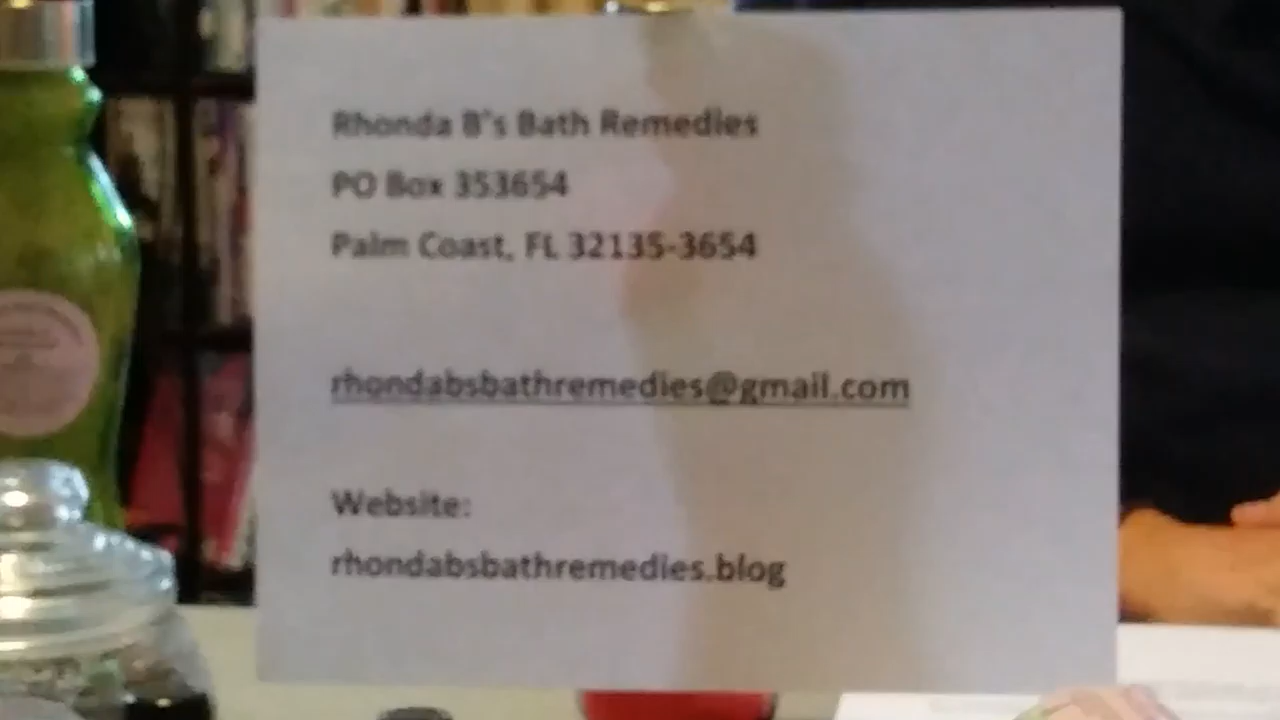 Rhonda B's Bath Remedies
PO Box 353654
Palm Coast, FL 32135-3654
rhondabsbathremedies@gmail.com
Website:
rhondabsbathremedies.blog